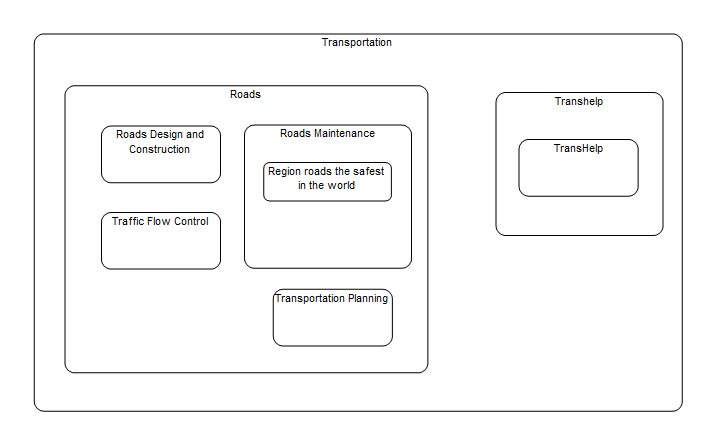 Transportation
Roads
Roads Design and
Construction
Traffic Flow Control
Roads Maintenance
Region roads the safest
in the world
Transportation Planning
Transhelp
TransHelp